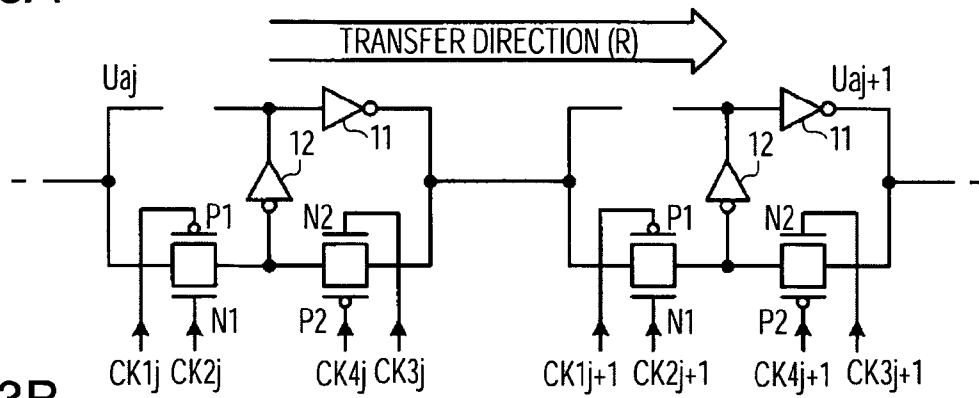 TRANSFER DIRECTION (R)
Uaj Uaj+1
11 11
12 12
P1 N2 P1 N2
N1 P2 N1 P2
CK1j CK2j CK4j CK3j CK1j+1 CK2j+1 CK4j+1 CK3j+1